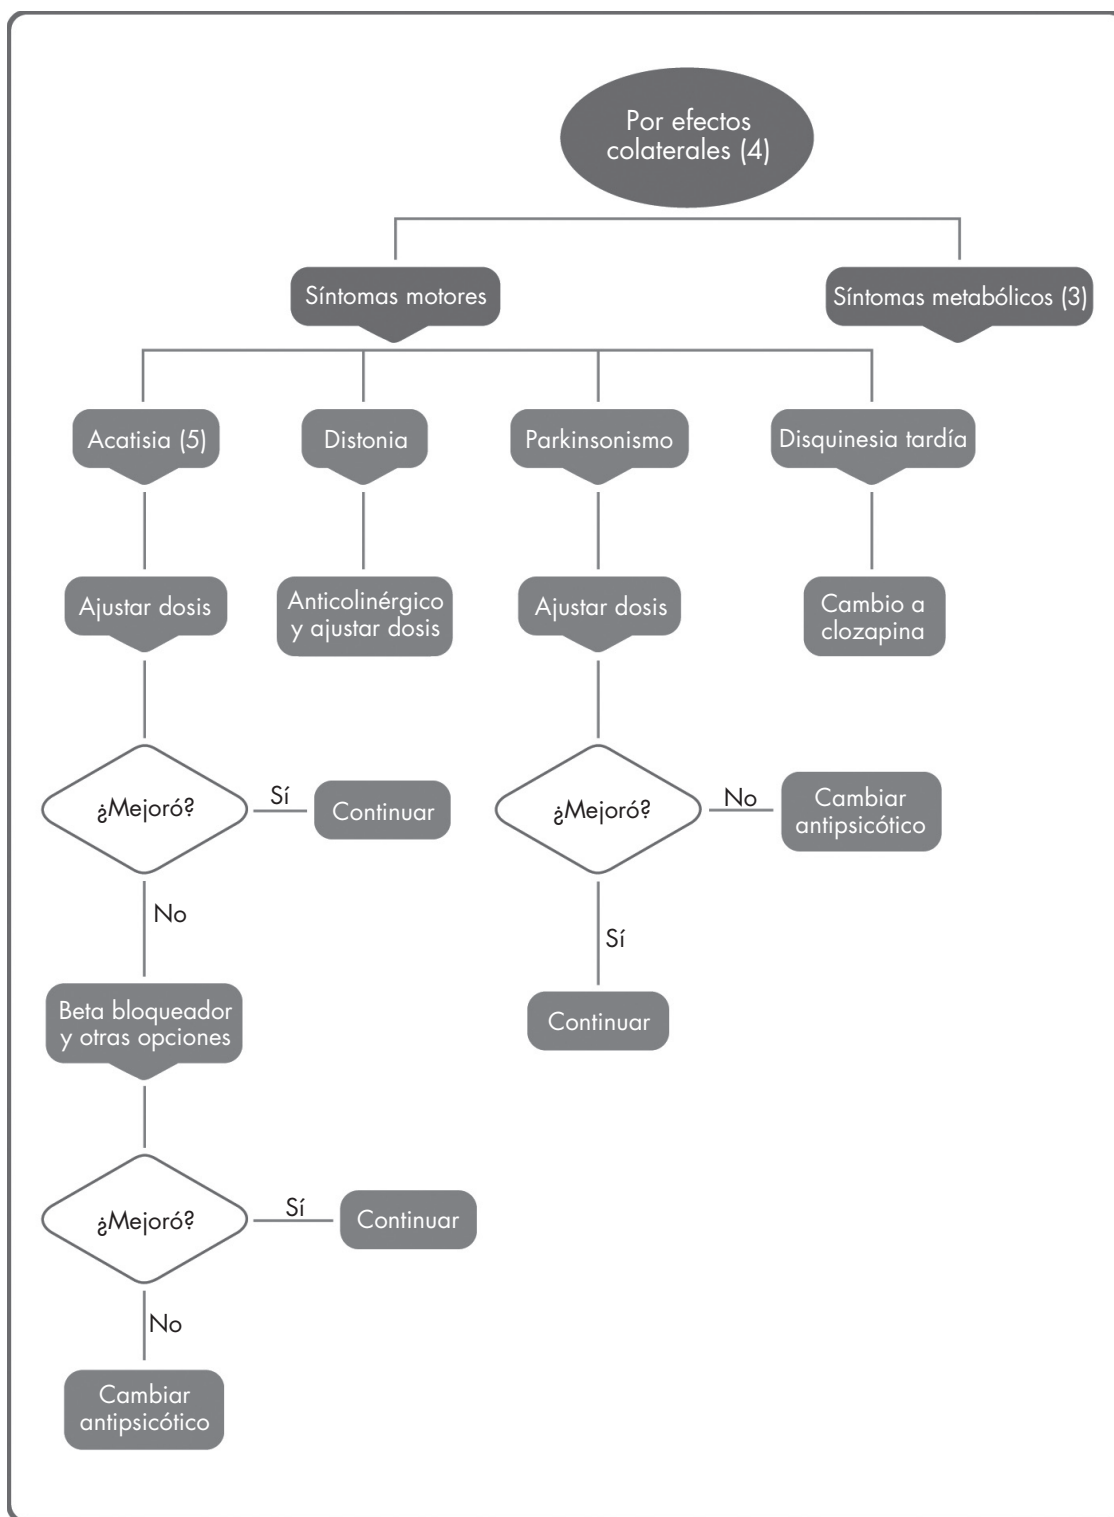 Por efectos
colaterales (4)
Síntomas motores
Síntomas metabólicos (3)
Acatisia (5)
Distonia
Parkinsonismo
Disquinesia tardía
Ajustar dosis
Anticolinérgico
y ajustar dosis
Ajustar dosis
Cambio a
clozapina
¿Mejoró?
Sí
Continuar
¿Mejoró?
No
Cambiar
antipsicótico
No
Sí
Beta bloqueador
y otras opciones
Continuar
¿Mejoró?
Sí
Continuar
No
Cambiar
antipsicótico